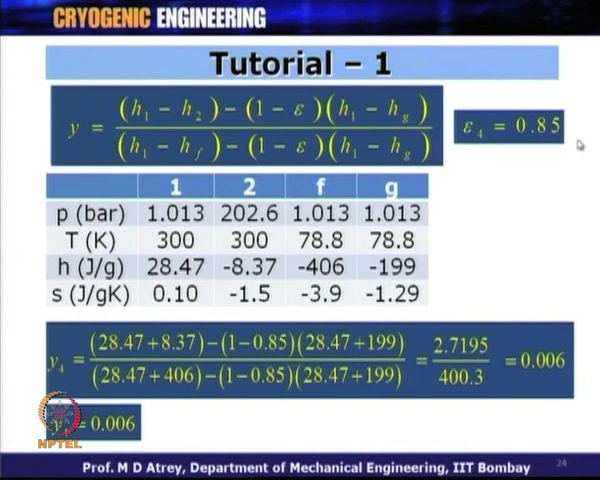 CRYOGENIC ENGINEERING
Tutorial – 1
y = ((h₁ − h₂) − (1 − ε)(h₁ − h_g)) / ((h₁ − h_f) − (1 − ε)(h₁ − h_g))
ε₄ = 0.85
1 2 f g
p (bar) 1.013 202.6 1.013 1.013
T (K) 300 300 78.8 78.8
h (J/g) 28.47 -8.37 -406 -199
s (J/gK) 0.10 -1.5 -3.9 -1.29
y₄ = ((28.47+8.37)−(1−0.85)(28.47+199)) / ((28.47+406)−(1−0.85)(28.47+199)) = 2.7195 / 400.3 = 0.006
= 0.006
NPTEL
Prof. M D Atrey, Department of Mechanical Engineering, IIT Bombay
24